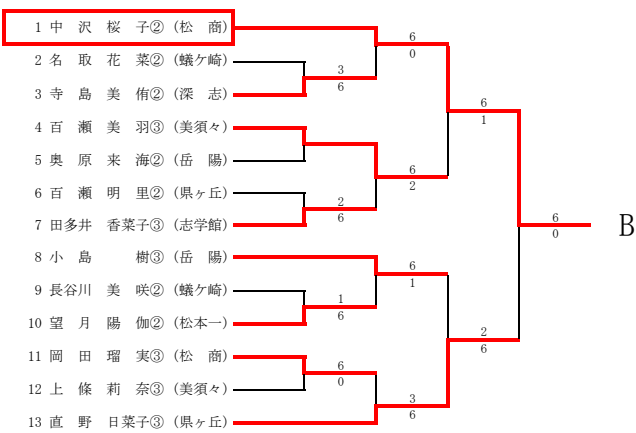 1 中 沢 桜 子② (松 商)
2 名 取 花 菜② (蟻ケ崎)
3 寺 島 美 侑② (深 志)
4 百 瀬 美 羽③ (美須々)
5 奥 原 来 海② (岳 陽)
6 百 瀬 明 里② (県ヶ丘)
7 田多井 香菜子③ (志学館)
8 小 島 樹③ (岳 陽)
9 長谷川 美 咲② (蟻ケ崎)
10 望 月 陽 伽② (松本一)
11 岡 田 瑠 実③ (松 商)
12 上 條 莉 奈③ (美須々)
13 直 野 日菜子③ (県ヶ丘)
3
6
2
6
1
6
6
0
6
0
6
2
6
1
3
6
6
1
2
6
6
0
B